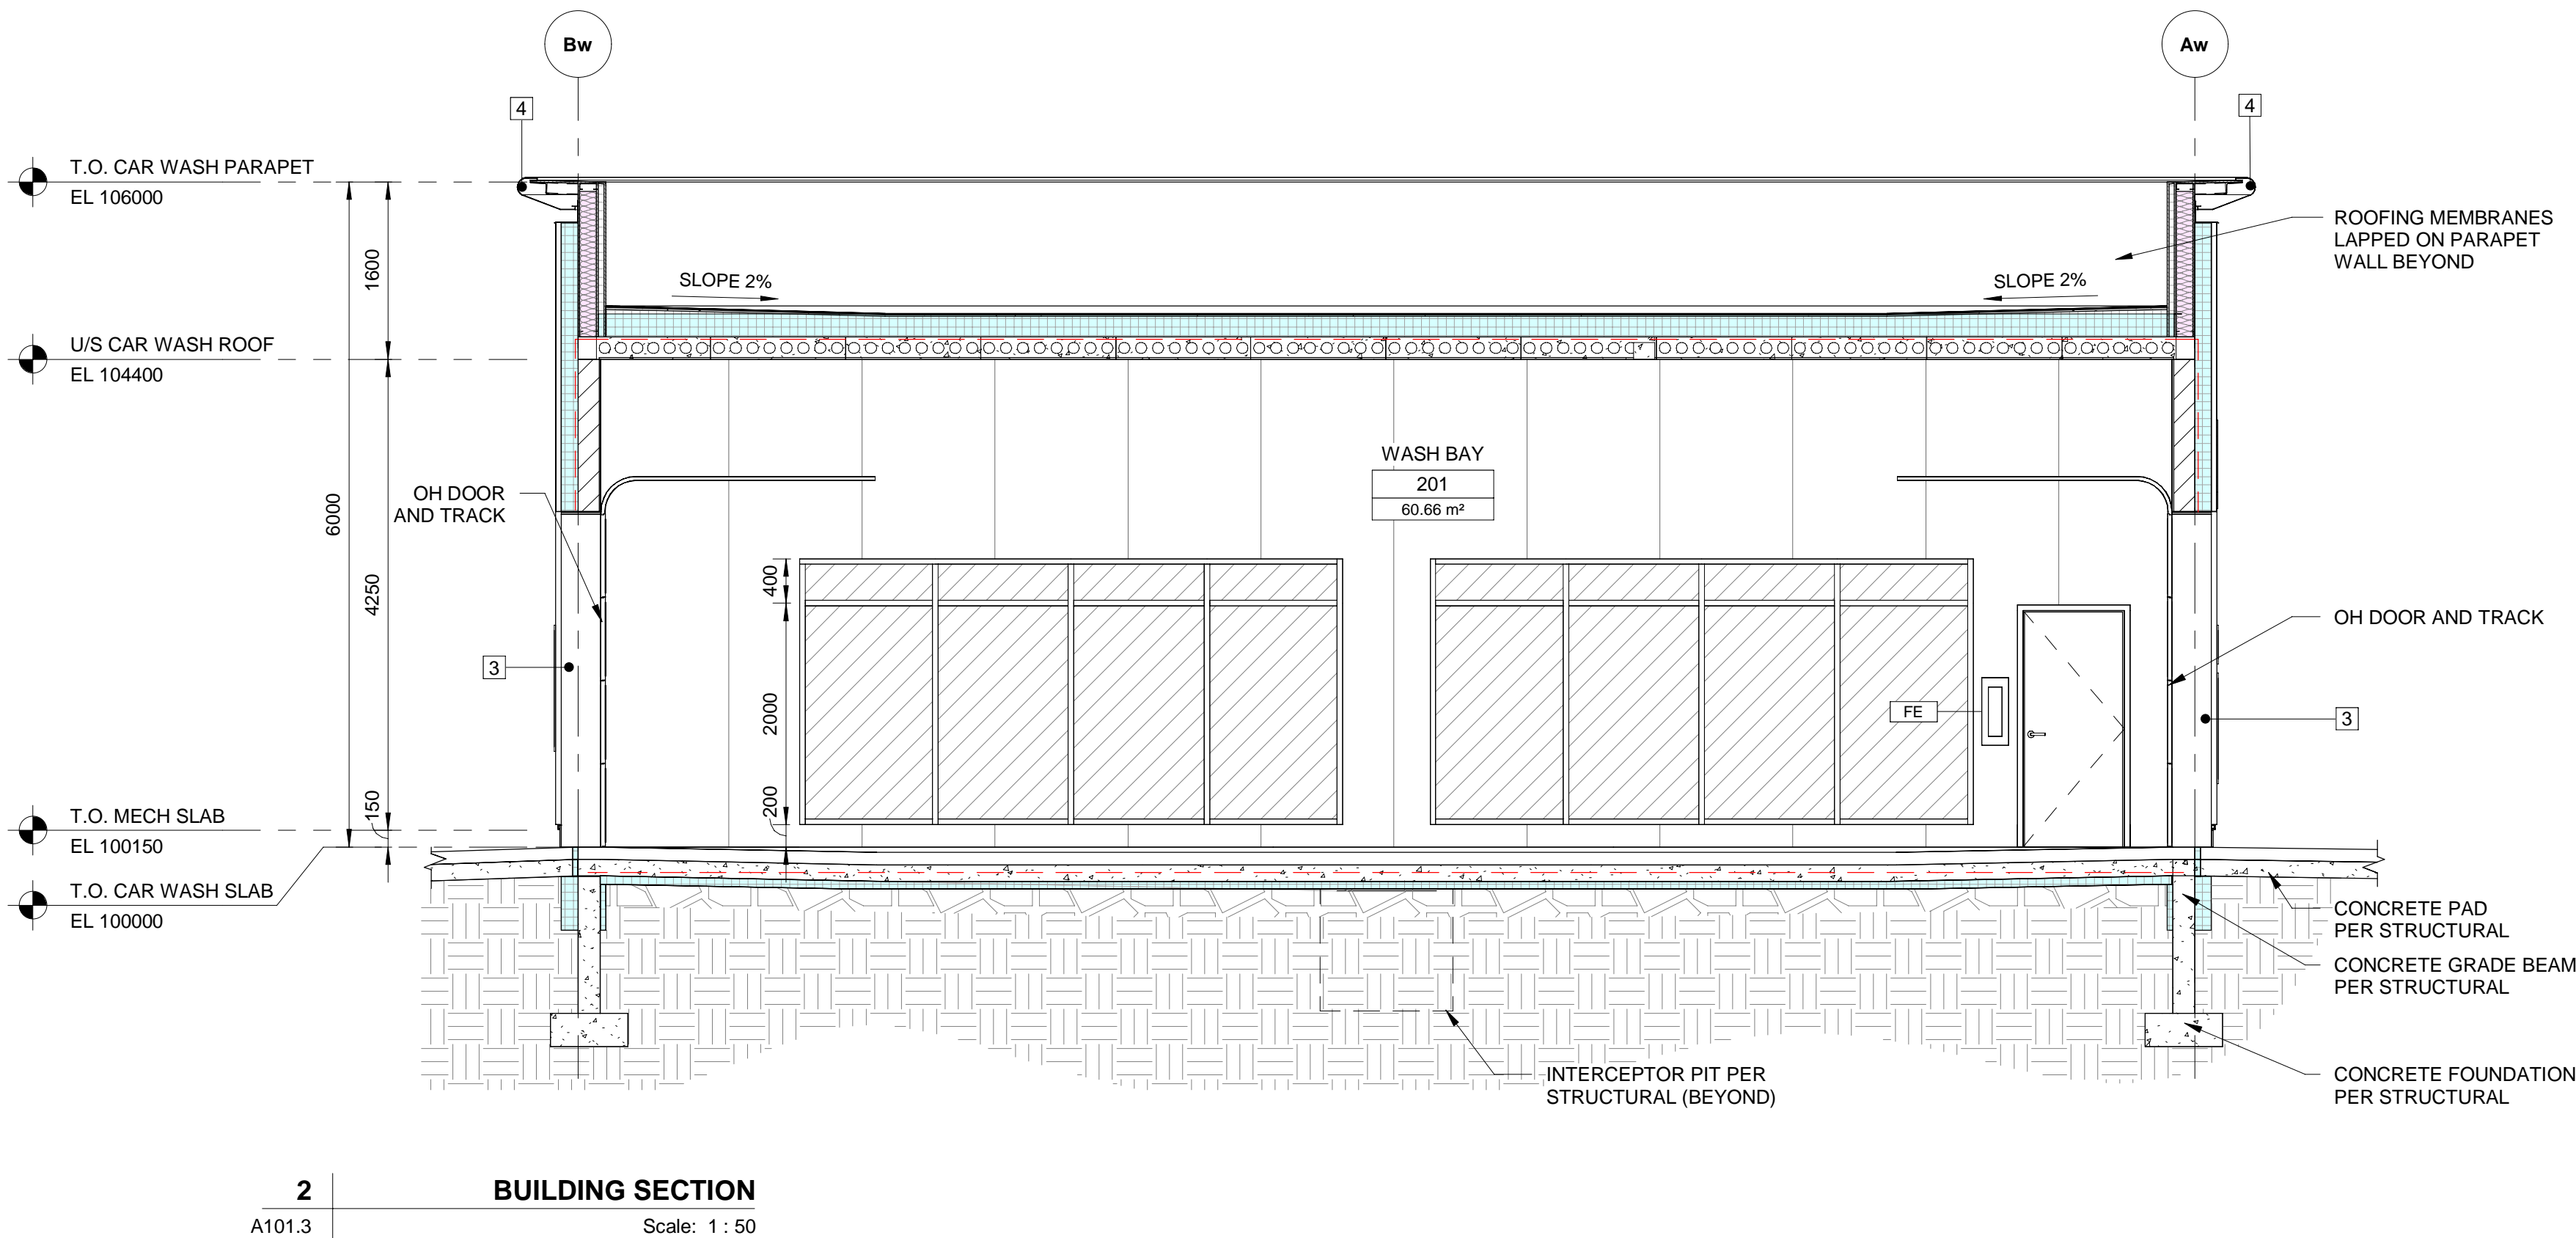 Bw
Aw
4
4
T.O. CAR WASH PARAPET
EL 106000
ROOFING MEMBRANES
LAPPED ON PARAPET
WALL BEYOND
1600
SLOPE 2%
SLOPE 2%
U/S CAR WASH ROOF
EL 104400
WASH BAY
201
60.66 m²
OH DOOR
AND TRACK
6000
4250
400
2000
200
150
OH DOOR AND TRACK
3
FE
3
T.O. MECH SLAB
EL 100150
T.O. CAR WASH SLAB
EL 100000
CONCRETE PAD
PER STRUCTURAL
CONCRETE GRADE BEAM
PER STRUCTURAL
INTERCEPTOR PIT PER
STRUCTURAL (BEYOND)
CONCRETE FOUNDATION
PER STRUCTURAL
2
BUILDING SECTION
A101.3
Scale: 1 : 50